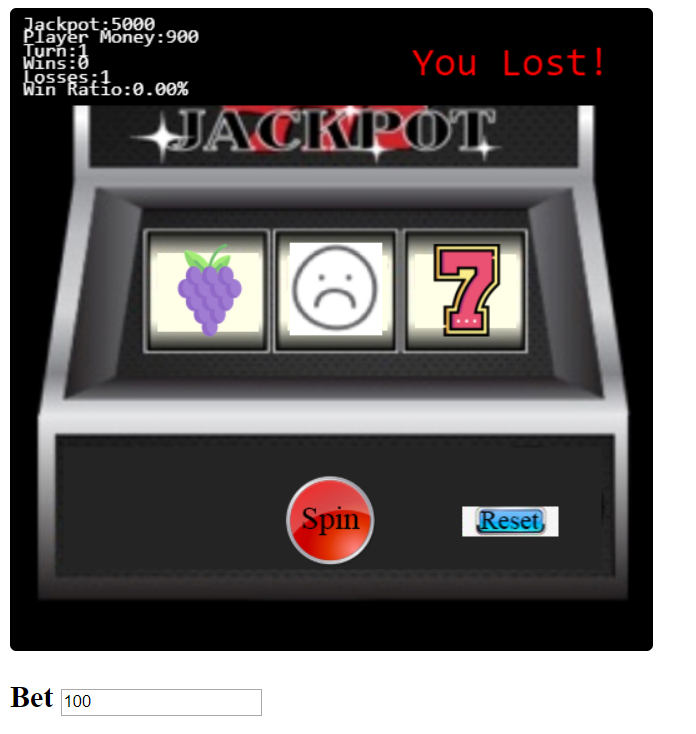 Jackpot:5000
Player Money:900
Turn:1
Wins:0
Losses:1
Win Ratio:0.00%
You Lost!
JACKPOT
7
Spin
Reset
Bet 100